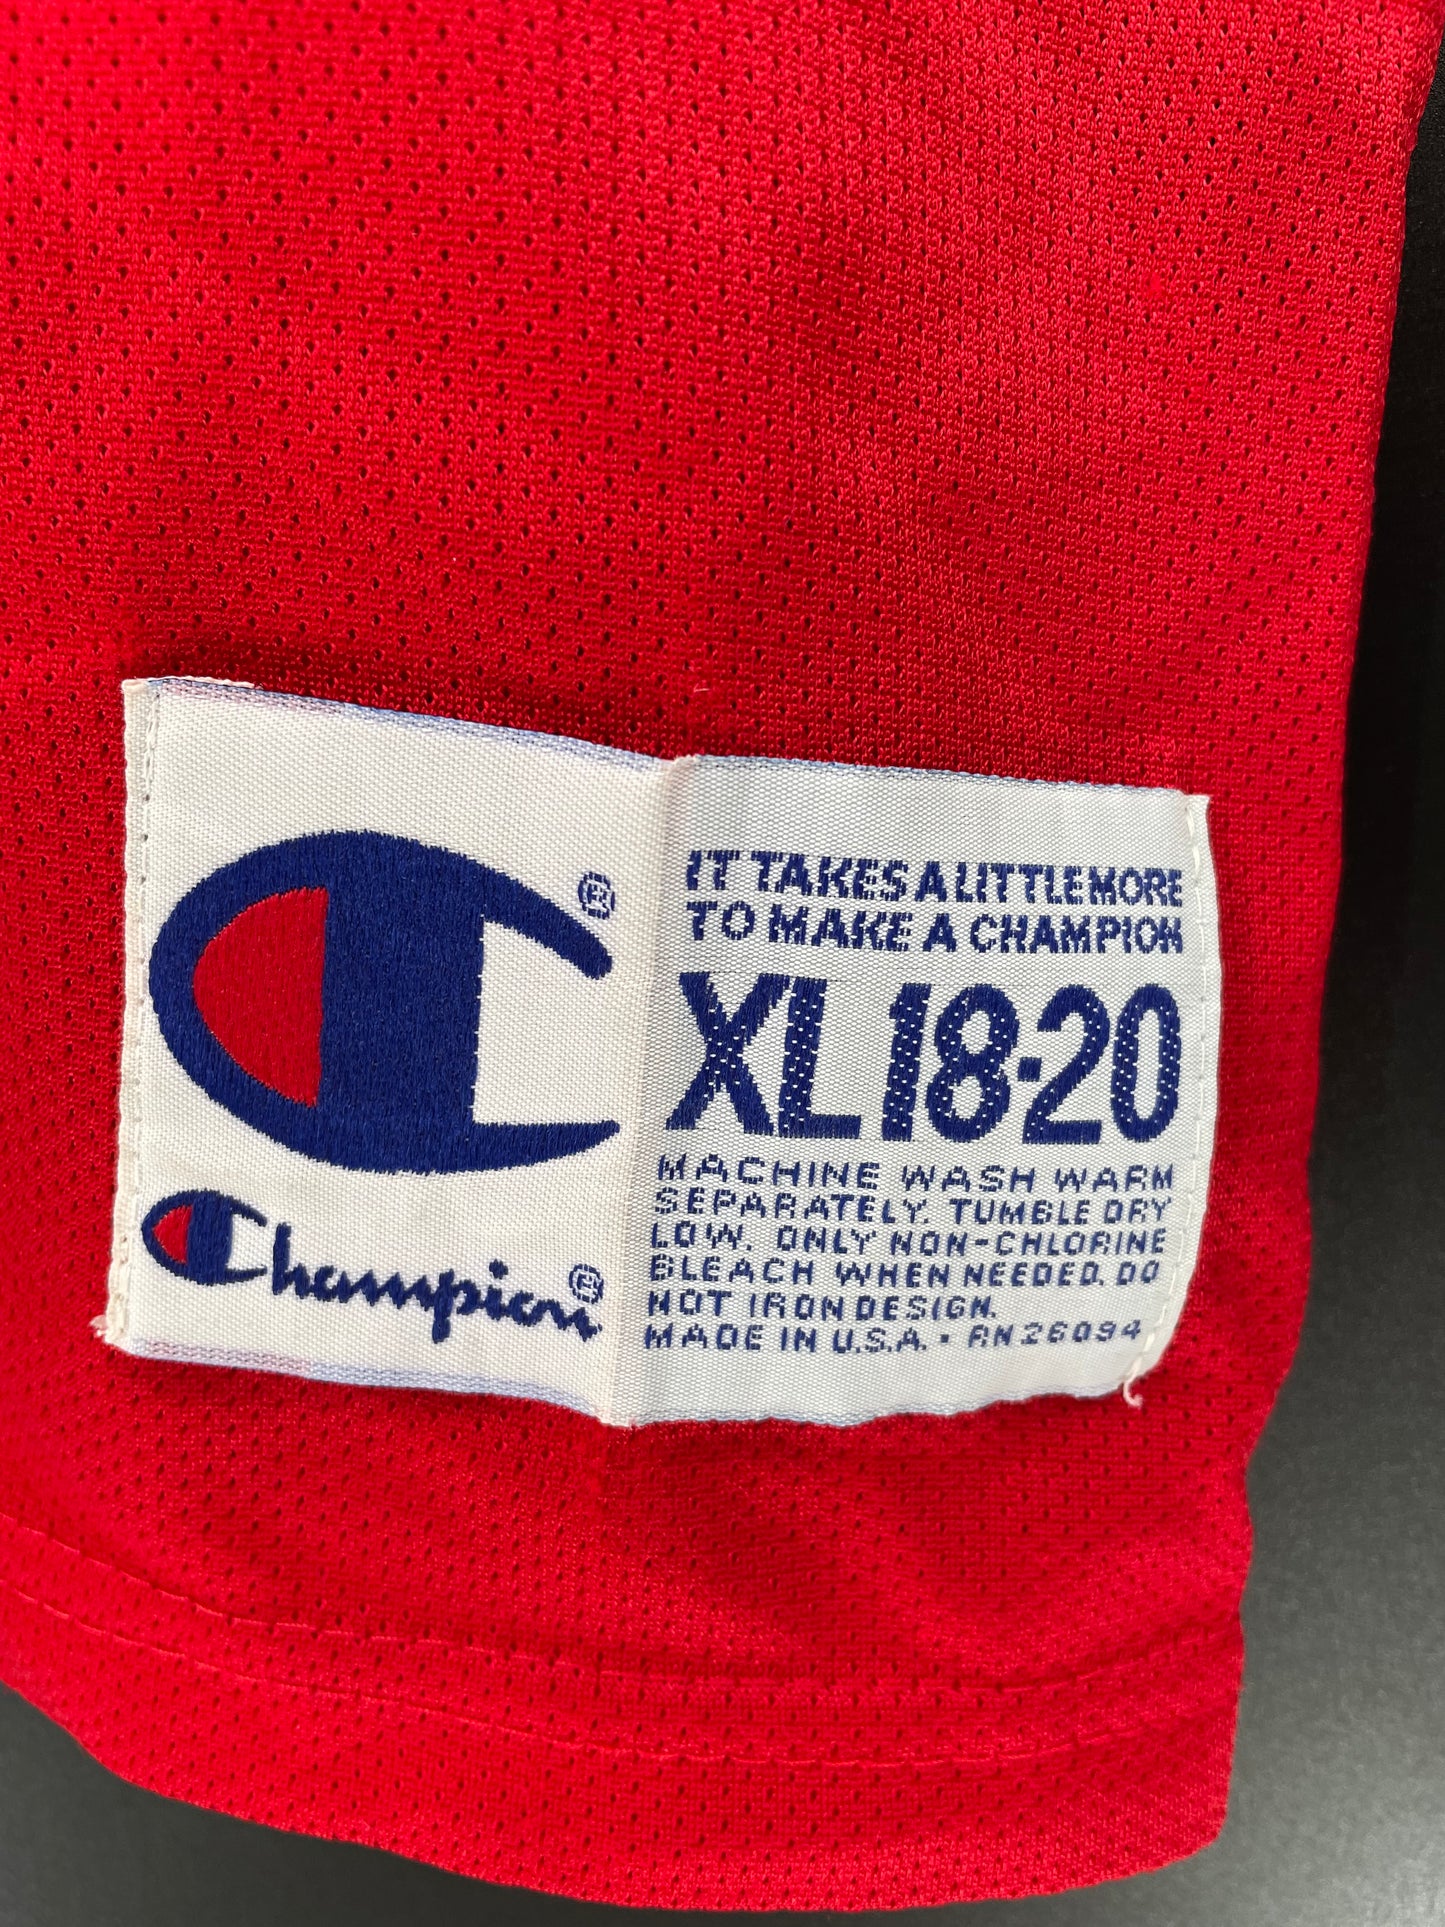 ®
Champion®
IT TAKES A LITTLE MORE
TO MAKE A CHAMPION
XL 18-20
MACHINE WASH WARM
SEPARATELY. TUMBLE DRY
LOW. ONLY NON-CHLORINE
BLEACH WHEN NEEDED. DO
NOT IRON DESIGN.
MADE IN U.S.A. • RN 26094